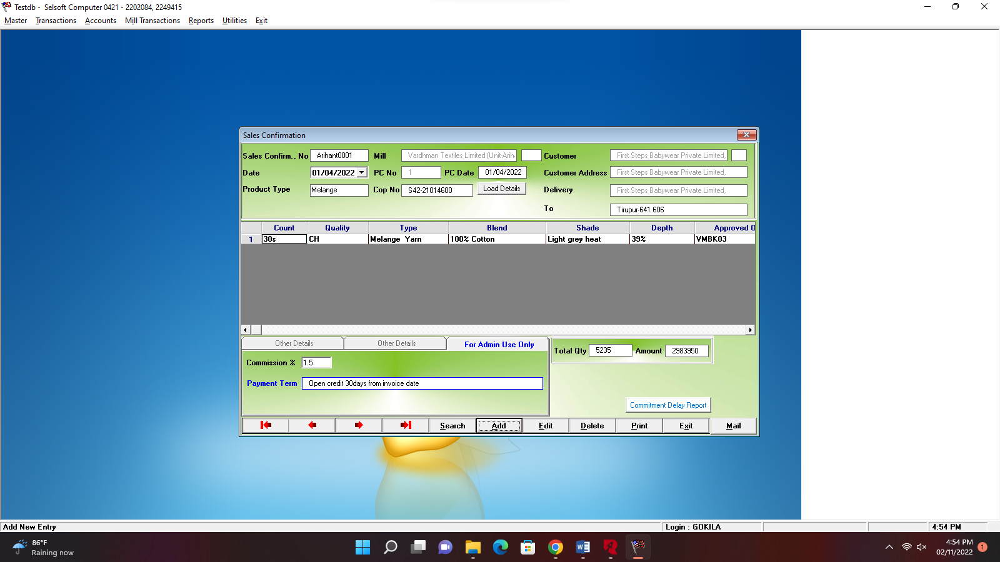 Testdb - Selsoft Computer 0421 - 2202084, 2249415
Master Transactions Accounts Mill Transactions Reports Utilities Exit
Sales Confirmation
Sales Confirm., No Arihant0001 Mill Vardhman Textiles Limited (Unit-Arih Customer First Steps Babywear Private Limited,
Date 01/04/2022 PC No 1 PC Date 01/04/2022 Customer Address First Steps Babywear Private Limited,
Product Type Melange Cop No S42-21014600 Load Details Delivery First Steps Babywear Private Limited,
To Tirupur-641 606
Count Quality Type Blend Shade Depth Approved
1 30s CH Melange Yarn 100% Cotton Light grey heat 39% VMBK03
Other Details Other Details For Admin Use Only
Total Qty 5235 Amount 2983950
Commission % 1.5
Payment Term Open credit 30days from invoice date
Commitment Delay Report
Search Add Edit Delete Print Exit Mail
Add New Entry Login : GOKILA 4:54 PM
86°F
Raining now
4:54 PM
02/11/2022
1